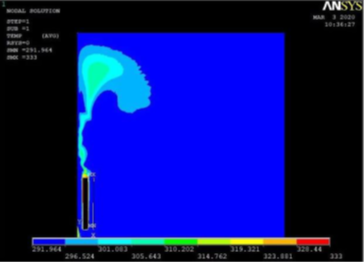 1
NODAL SOLUTION
STEP=1
SUB =1
TEMP (AVG)
RSYS=0
SMN =291.964
SMX =333
ANSYS
MAR 3 2020
10:36:27
291.964 301.083 310.202 319.321 328.44
296.524 305.643 314.762 323.881 333